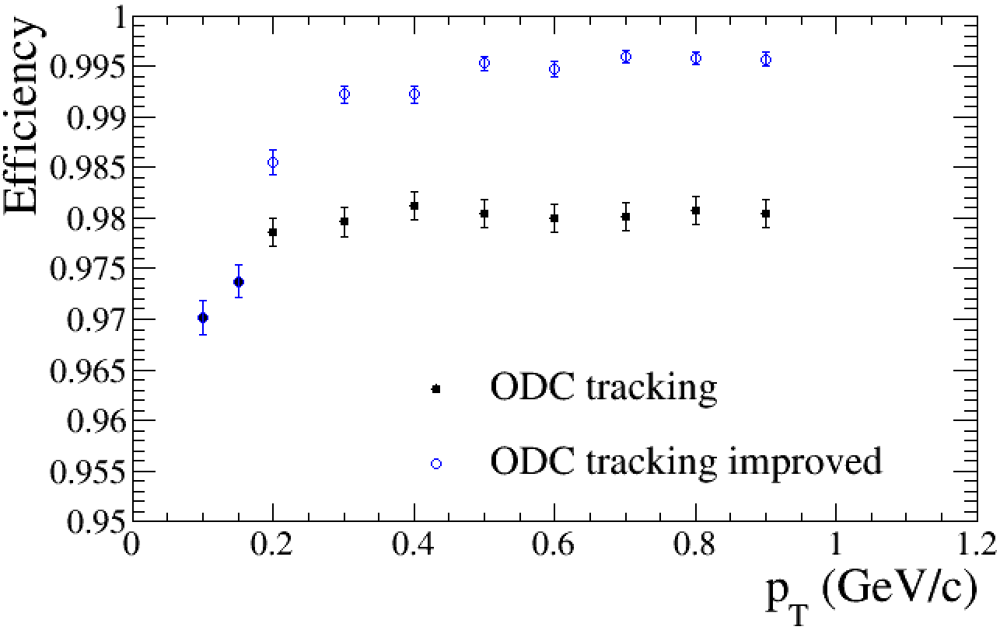 Efficiency
1
0.995
0.99
0.985
0.98
0.975
0.97
0.965
0.96
0.955
0.95
ODC tracking
ODC tracking improved
0 0.2 0.4 0.6 0.8 1 1.2
p_T (GeV/c)